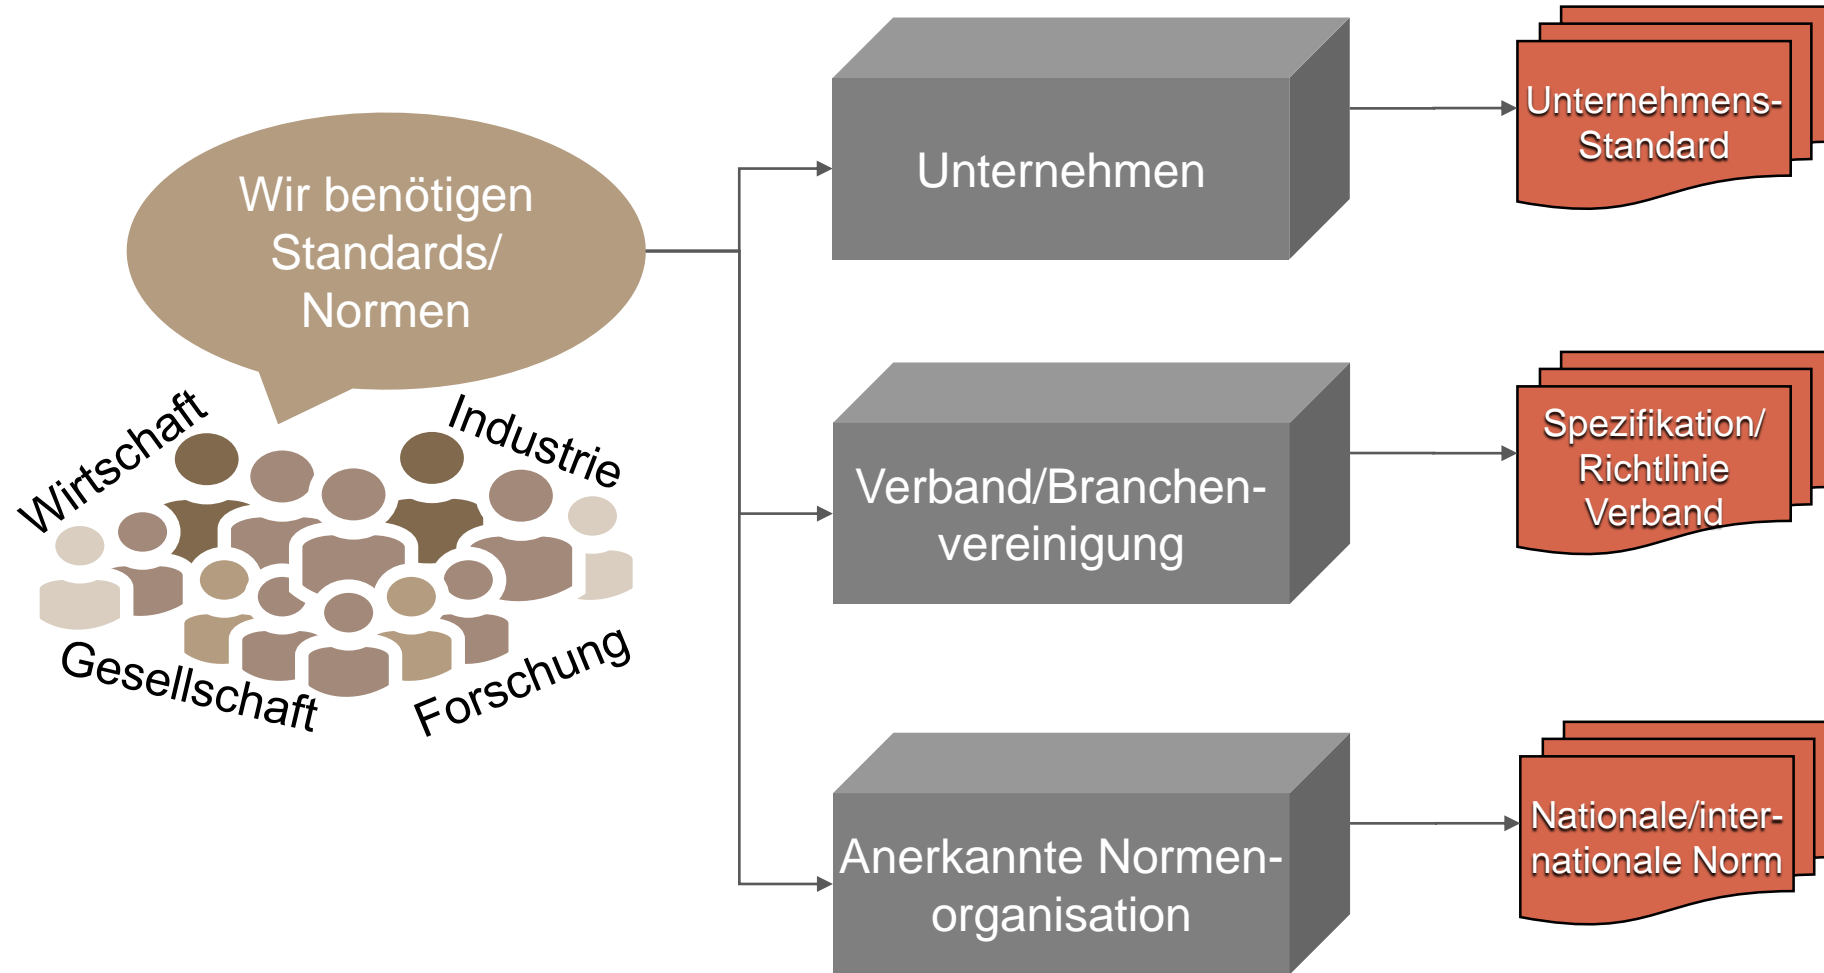 Wir benötigen
Standards/
Normen
Wirtschaft
Industrie
Gesellschaft
Forschung
Unternehmen
Unternehmens-
Standard
Verband/Branchen-
vereinigung
Spezifikation/
Richtlinie
Verband
Anerkannte Normen-
organisation
Nationale/inter-
nationale Norm